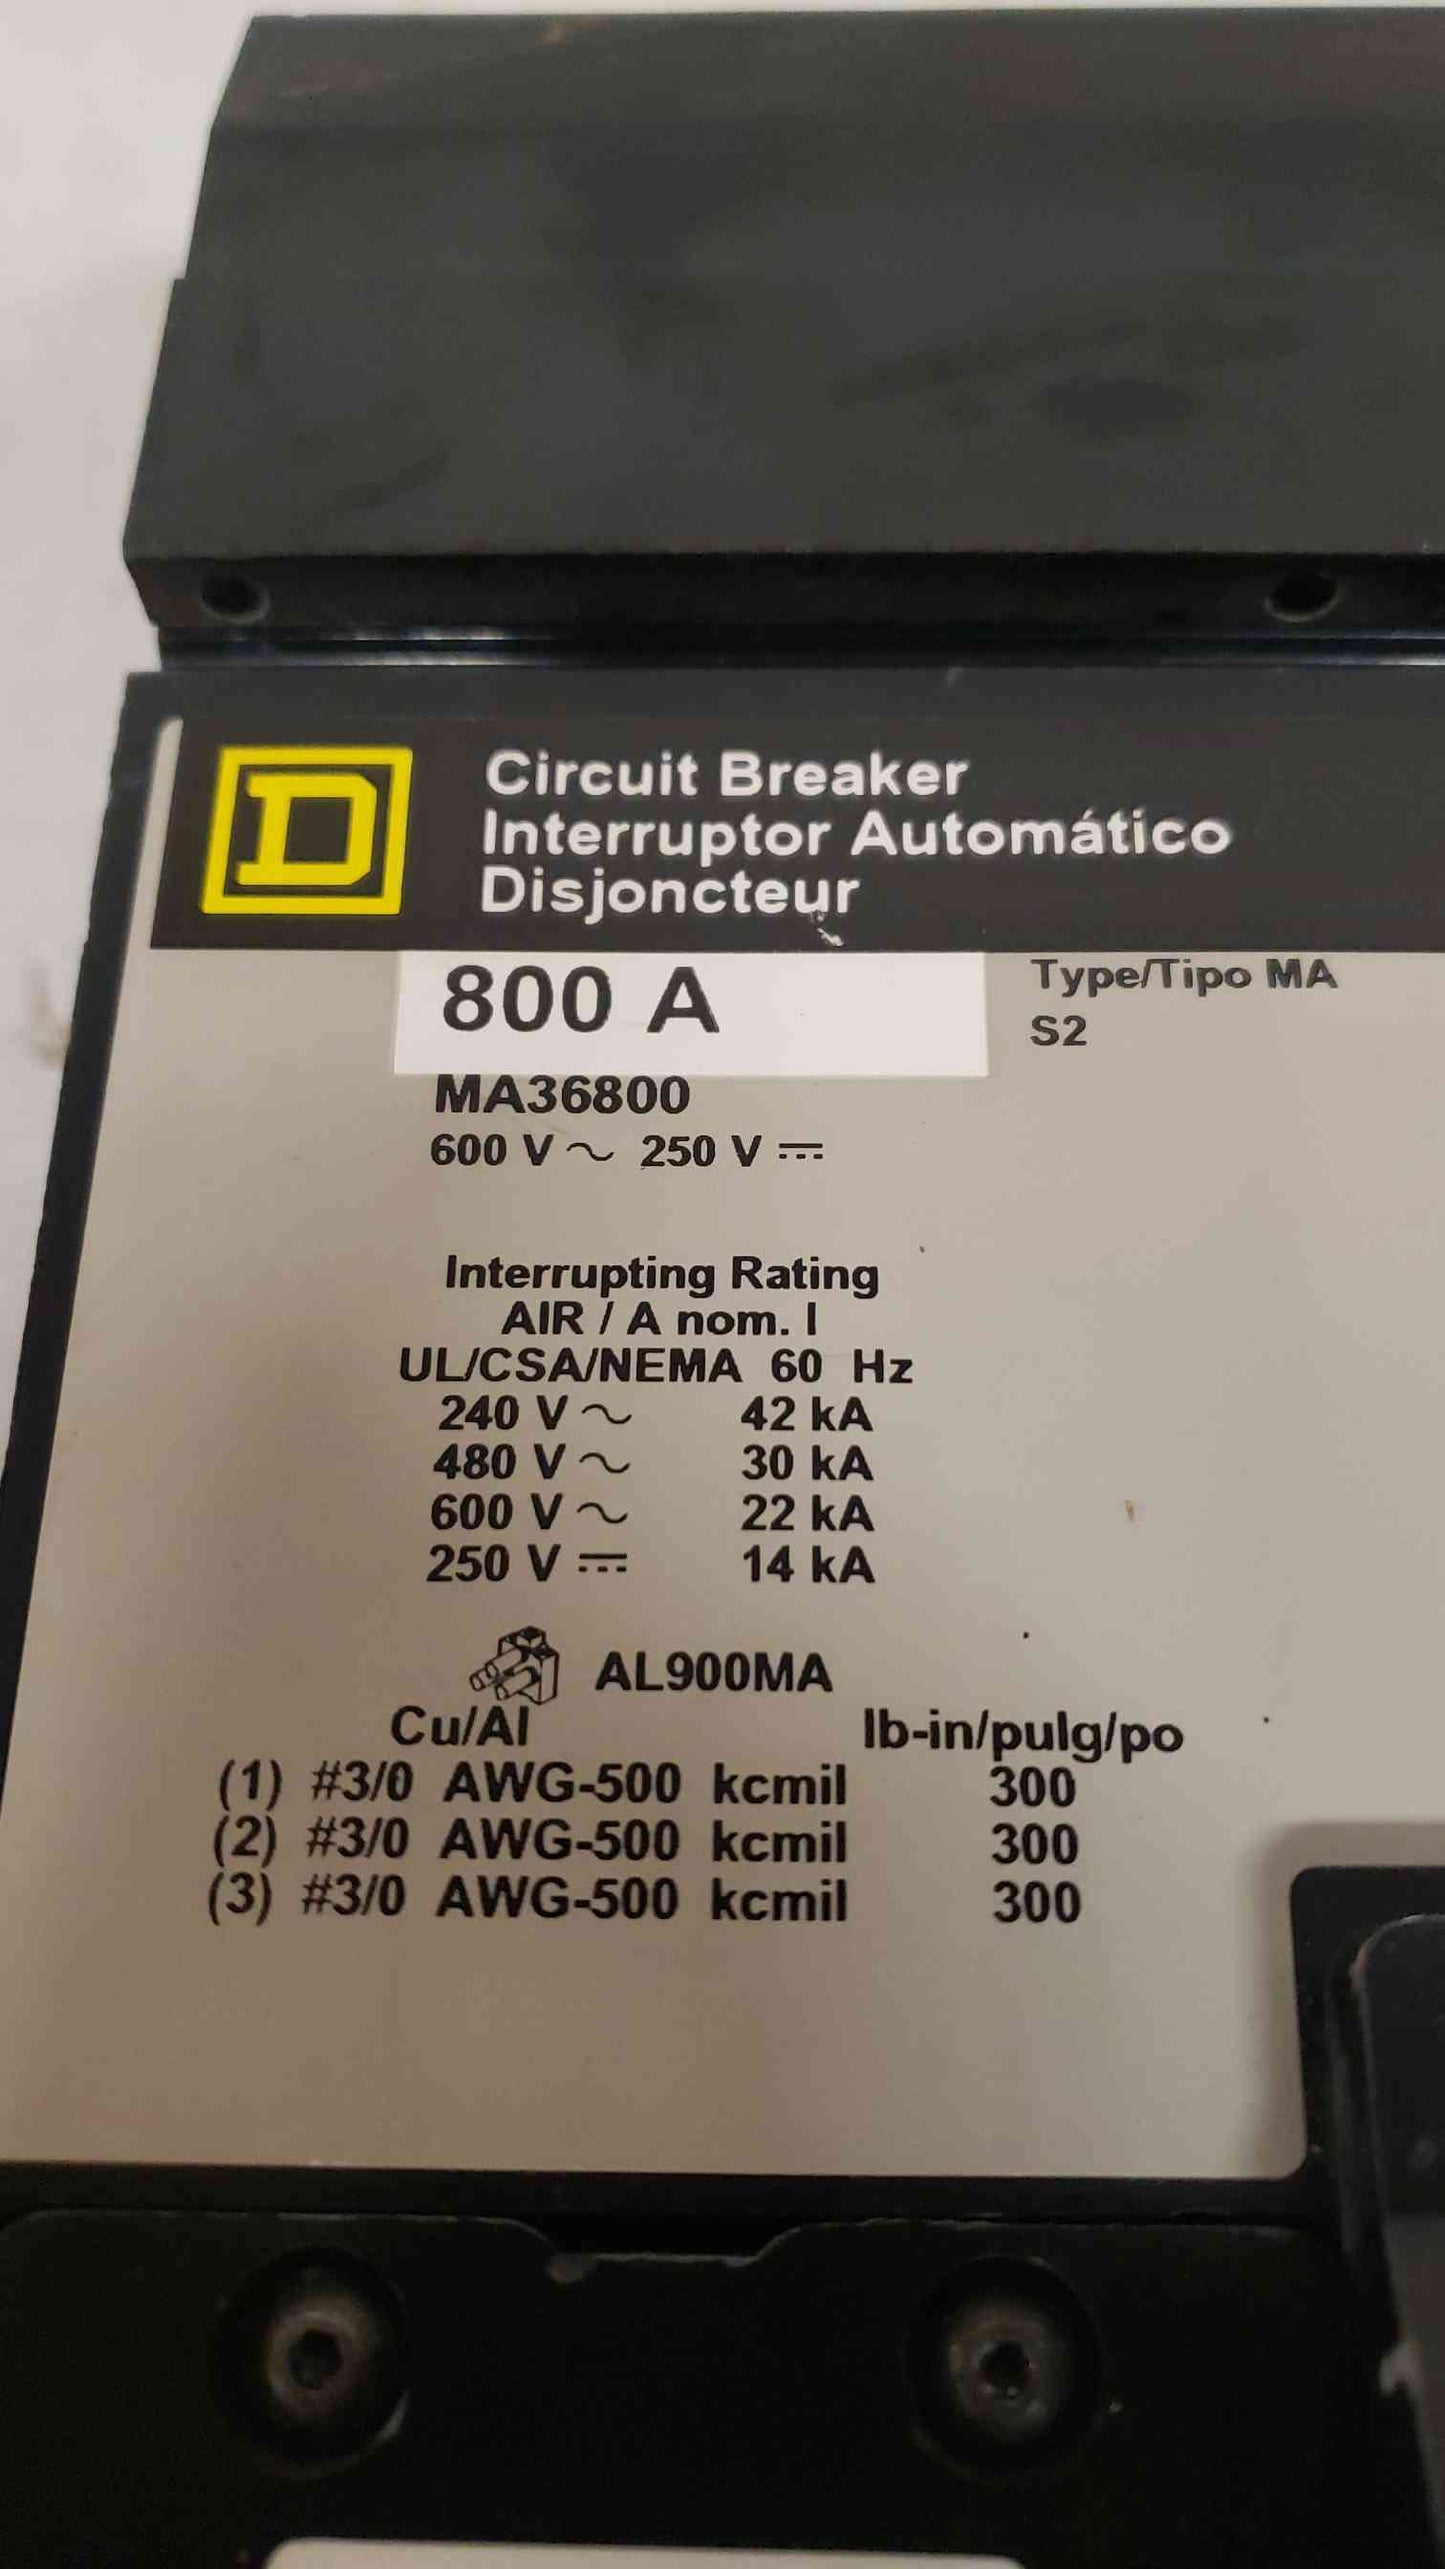 D
Circuit Breaker
Interruptor Automático
Disjoncteur
800 A
Type/Tipo MA
S2
MA36800
600 V ~ 250 V ⎓
Interrupting Rating
AIR / A nom. I
UL/CSA/NEMA 60 Hz
240 V ~ 42 kA
480 V ~ 30 kA
600 V ~ 22 kA
250 V ⎓ 14 kA
AL900MA
Cu/Al lb-in/pulg/po
(1) #3/0 AWG-500 kcmil 300
(2) #3/0 AWG-500 kcmil 300
(3) #3/0 AWG-500 kcmil 300